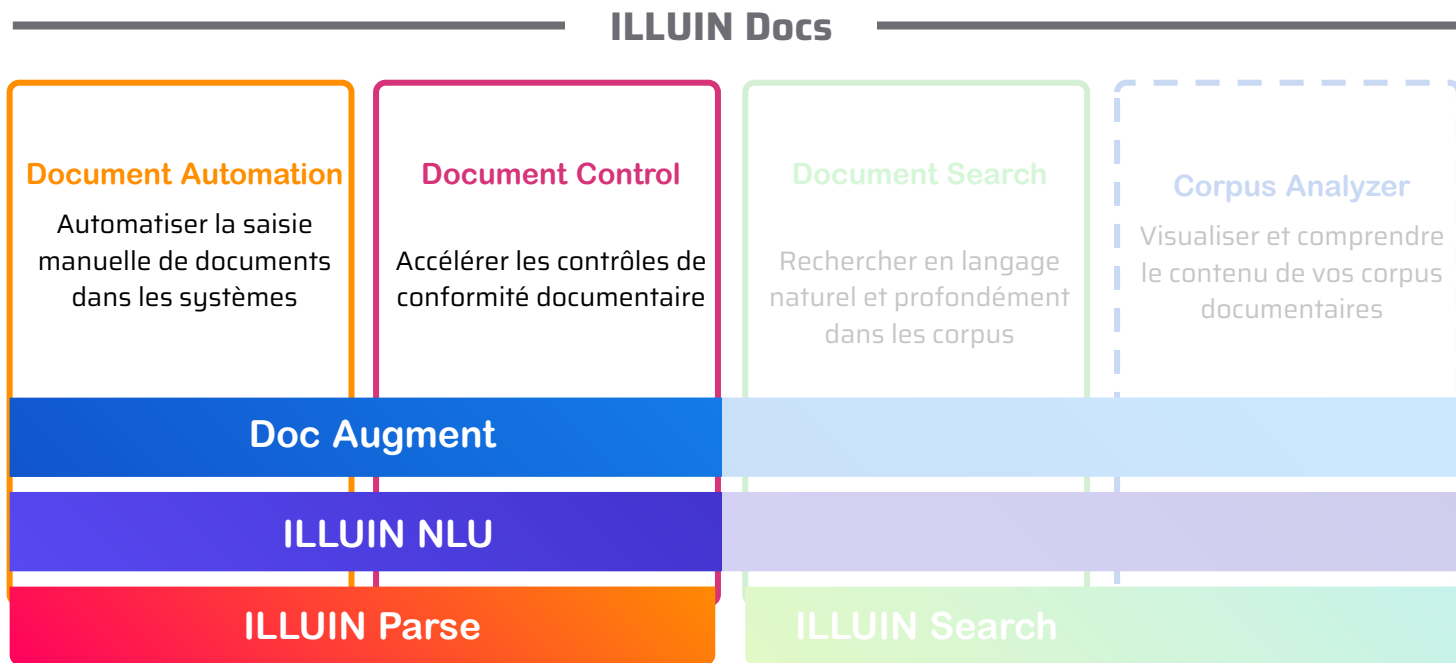 ILLUIN Docs
Document Automation
Automatiser la saisie
manuelle de documents
dans les systèmes
Document Control
Accélérer les contrôles de
conformité documentaire
Document Search
Rechercher en langage
naturel et profondément
dans les corpus
Corpus Analyzer
Visualiser et comprendre
le contenu de vos corpus
documentaires
Doc Augment
ILLUIN NLU
ILLUIN Parse
ILLUIN Search